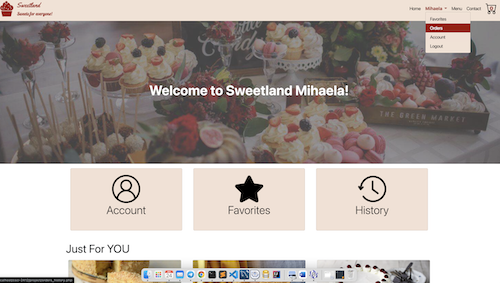 Sweetland
Sweets for everyone!
Home
Mihaela
Menu
Contact
Favorites
Orders
Account
Logout
THE GREEN MARKET
Welcome to Sweetland Mihaela!
Account
Favorites
History
Just For YOU